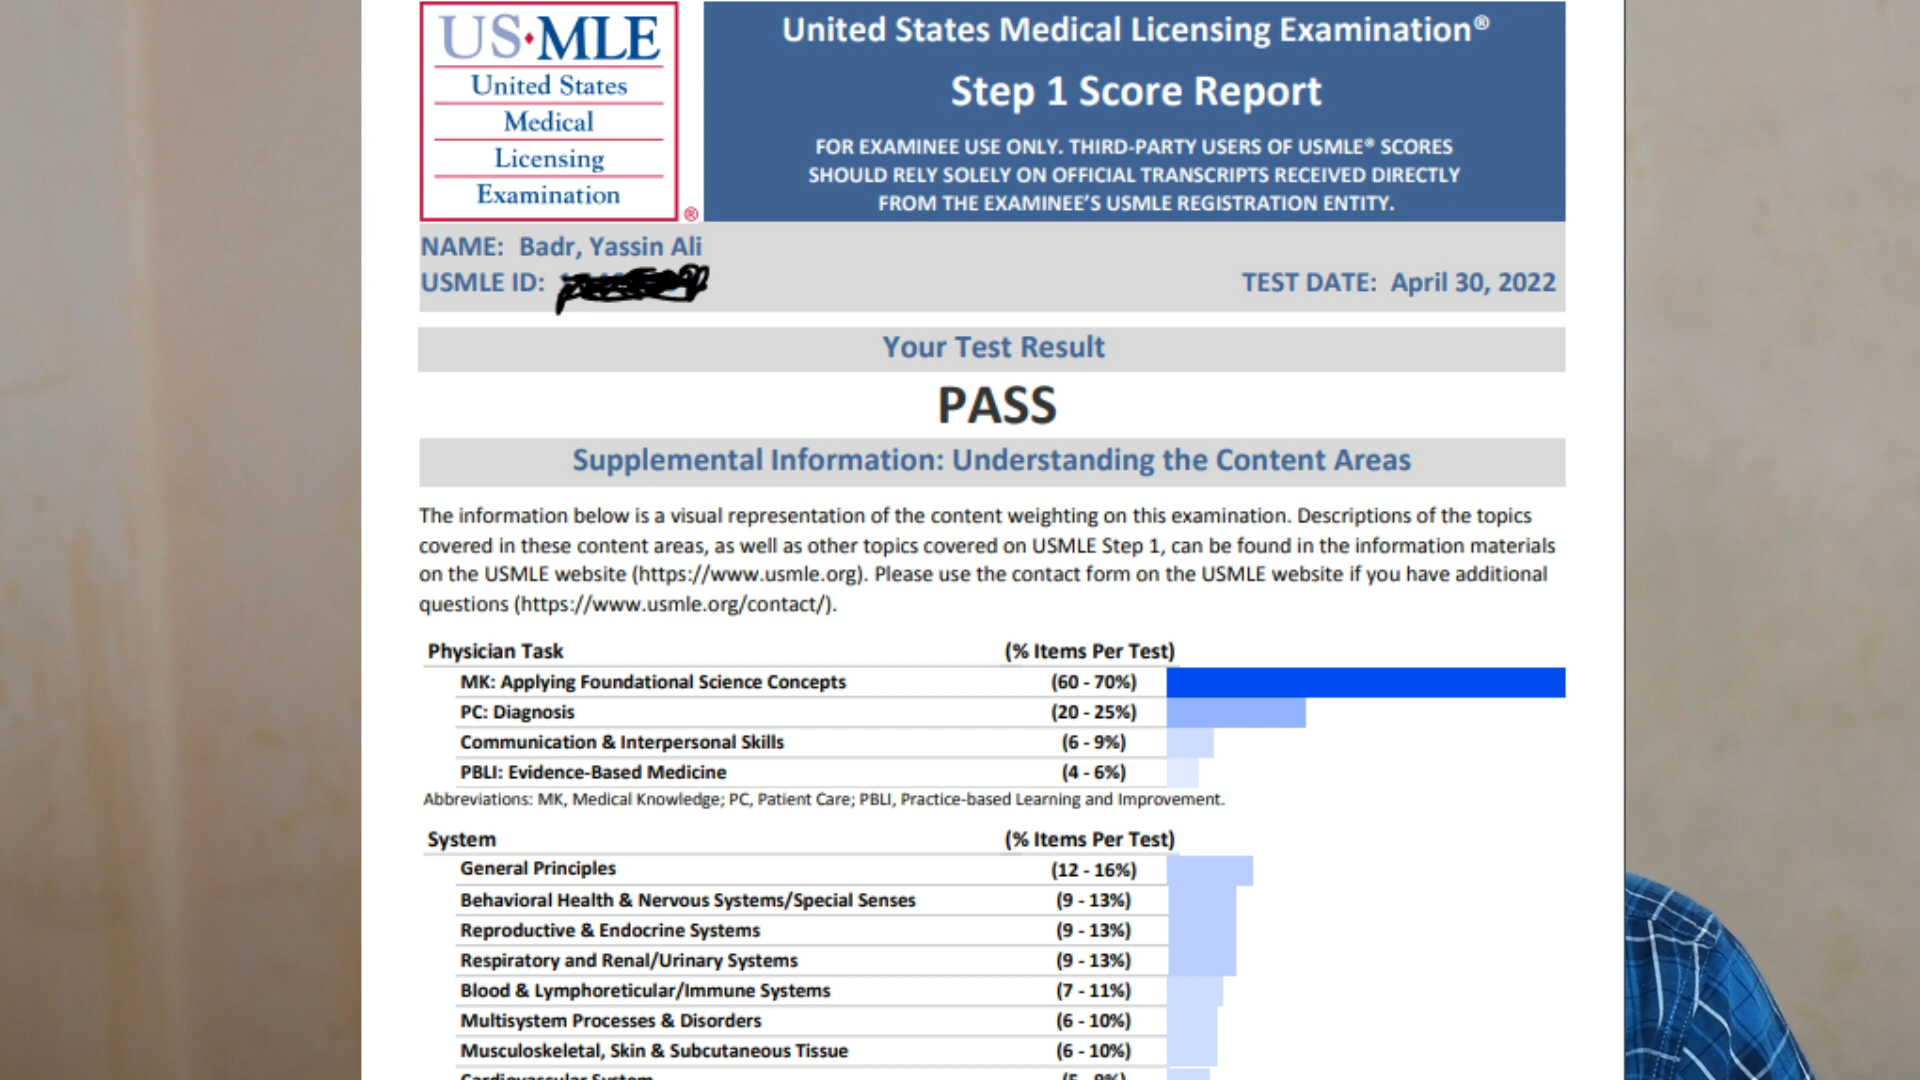 US•MLE
United States
Medical
Licensing
Examination
®
United States Medical Licensing Examination®
Step 1 Score Report
FOR EXAMINEE USE ONLY. THIRD-PARTY USERS OF USMLE® SCORES
SHOULD RELY SOLELY ON OFFICIAL TRANSCRIPTS RECEIVED DIRECTLY
FROM THE EXAMINEE'S USMLE REGISTRATION ENTITY.
NAME: Badr, Yassin Ali
USMLE ID:
TEST DATE: April 30, 2022
Your Test Result
PASS
Supplemental Information: Understanding the Content Areas
The information below is a visual representation of the content weighting on this examination. Descriptions of the topics
covered in these content areas, as well as other topics covered on USMLE Step 1, can be found in the information materials
on the USMLE website (https://www.usmle.org). Please use the contact form on the USMLE website if you have additional
questions (https://www.usmle.org/contact/).
Physician Task (% Items Per Test)
MK: Applying Foundational Science Concepts (60 - 70%)
PC: Diagnosis (20 - 25%)
Communication & Interpersonal Skills (6 - 9%)
PBLI: Evidence-Based Medicine (4 - 6%)
Abbreviations: MK, Medical Knowledge; PC, Patient Care; PBLI, Practice-based Learning and Improvement.
System (% Items Per Test)
General Principles (12 - 16%)
Behavioral Health & Nervous Systems/Special Senses (9 - 13%)
Reproductive & Endocrine Systems (9 - 13%)
Respiratory and Renal/Urinary Systems (9 - 13%)
Blood & Lymphoreticular/Immune Systems (7 - 11%)
Multisystem Processes & Disorders (6 - 10%)
Musculoskeletal, Skin & Subcutaneous Tissue (6 - 10%)
Cardiovascular System (5 - 9%)